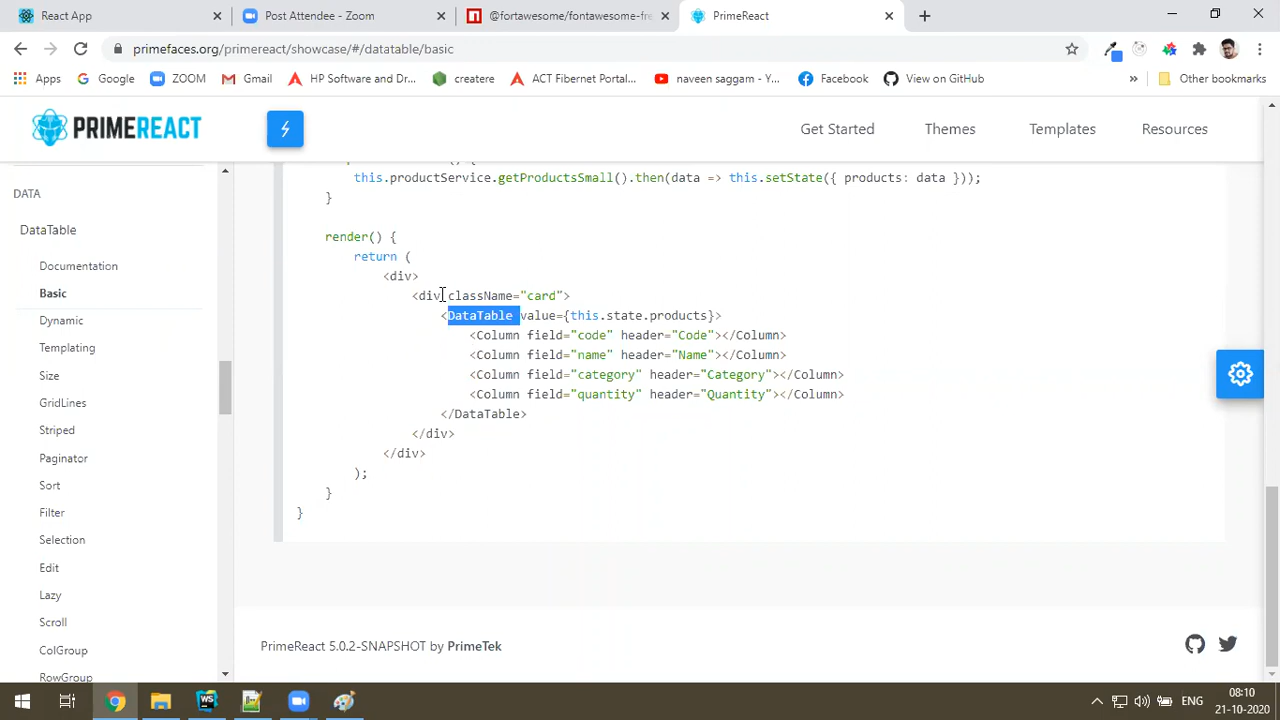 React App
Post Attendee - Zoom
@fortawesome/fontawesome-fre
PrimeReact
primefaces.org/primereact/showcase/#/datatable/basic
Apps
Google
ZOOM
Gmail
HP Software and Dr...
createre
ACT Fibernet Portal...
naveen saggam - Y...
Facebook
View on GitHub
»
Other bookmarks
PRIMEREACT
Get Started
Themes
Templates
Resources
DATA
DataTable
Documentation
Basic
Dynamic
Templating
Size
GridLines
Striped
Paginator
Sort
Filter
Selection
Edit
Lazy
Scroll
ColGroup
RowGroup
this.productService.getProductsSmall().then(data => this.setState({ products: data }));
}
render() {
return (
<div>
<div className="card">
<DataTable value={this.state.products}>
<Column field="code" header="Code"></Column>
<Column field="name" header="Name"></Column>
<Column field="category" header="Category"></Column>
<Column field="quantity" header="Quantity"></Column>
</DataTable>
</div>
</div>
);
}
}
PrimeReact 5.0.2-SNAPSHOT by PrimeTek
WS
ENG
08:10
21-10-2020